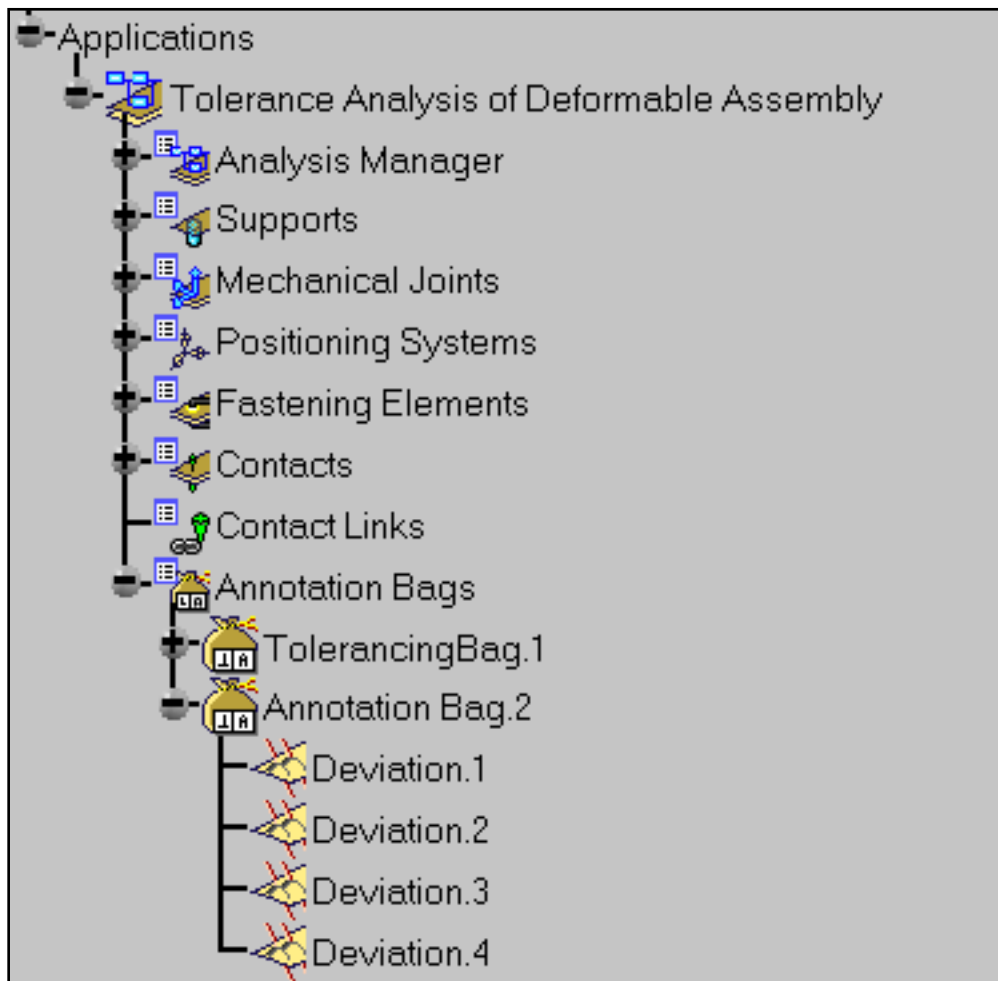 Applications
Tolerance Analysis of Deformable Assembly
Analysis Manager
Supports
Mechanical Joints
Positioning Systems
Fastening Elements
Contacts
Contact Links
Annotation Bags
TolerancingBag.1
Annotation Bag.2
Deviation.1
Deviation.2
Deviation.3
Deviation.4